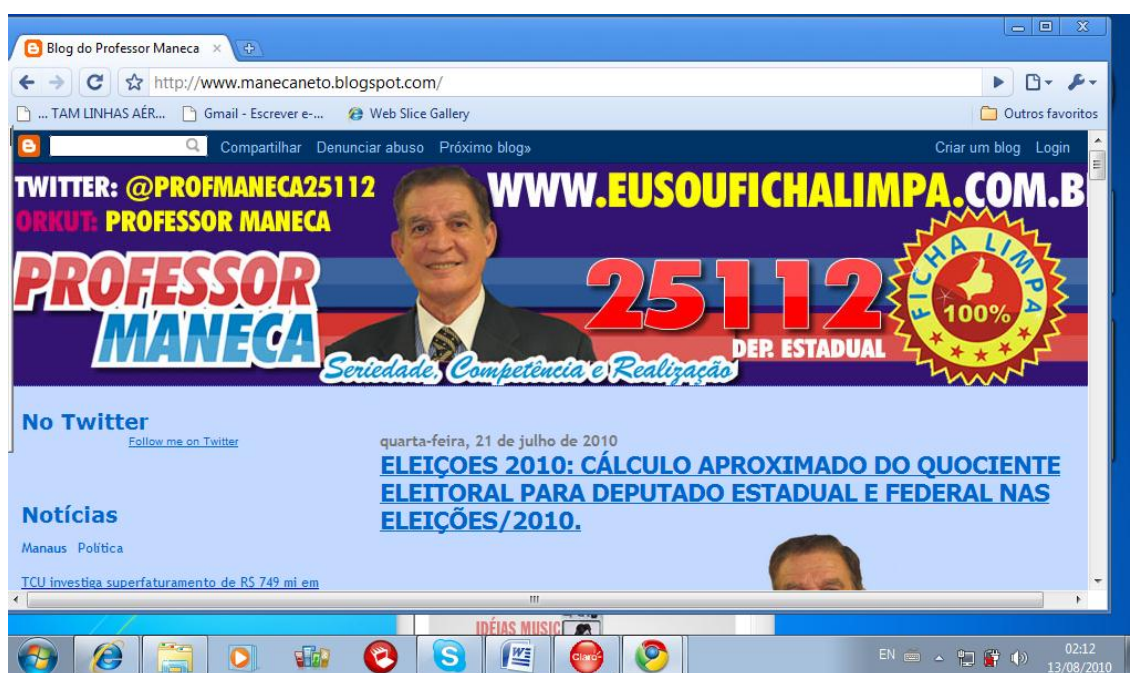 Blog do Professor Maneca
http://www.manecaneto.blogspot.com/
... TAM LINHAS AÉR... Gmail - Escrever e-... Web Slice Gallery Outros favoritos
Compartilhar Denunciar abuso Próximo blog» Criar um blog Login
TWITTER: @PROFMANECA25112
ORKUT: PROFESSOR MANECA
WWW.EUSOUFICHALIMPA.COM.B
PROFESSOR
MANECA
25112
DEP. ESTADUAL
FICHA LIMPA
100%
Seriedade, Competência e Realização
No Twitter
Follow me on Twitter
quarta-feira, 21 de julho de 2010
ELEIÇOES 2010: CÁLCULO APROXIMADO DO QUOCIENTE
ELEITORAL PARA DEPUTADO ESTADUAL E FEDERAL NAS
ELEIÇÕES/2010.
Notícias
Manaus Política
TCU investiga superfaturamento de R$ 749 mi em
IDÉIAS MUSIC
Claro
EN
02:12
13/08/2010